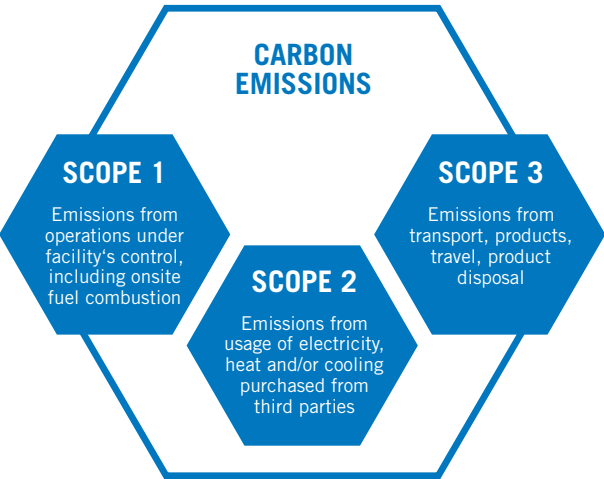 CARBON
EMISSIONS
SCOPE 1
Emissions from
operations under
facility‘s control,
including onsite
fuel combustion
SCOPE 2
Emissions from
usage of electricity,
heat and/or cooling
purchased from
third parties
SCOPE 3
Emissions from
transport, products,
travel, product
disposal